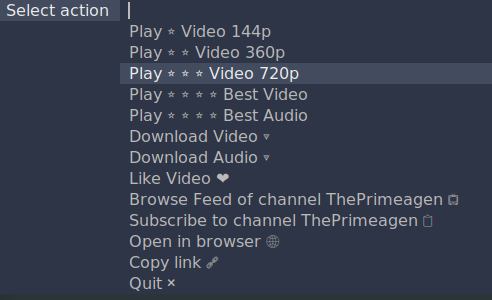 Select action
Play ⭐ Video 144p
Play ⭐ ⭐ Video 360p
Play ⭐ ⭐ ⭐ Video 720p
Play ⭐ ⭐ ⭐ ⭐ Best Video
Play ⭐ ⭐ ⭐ ⭐ Best Audio
Download Video 🔽
Download Audio 🔽
Like Video ❤
Browse Feed of channel ThePrimeagen
Subscribe to channel ThePrimeagen 📋
Open in browser 🌐
Copy link 🔗
Quit ❌